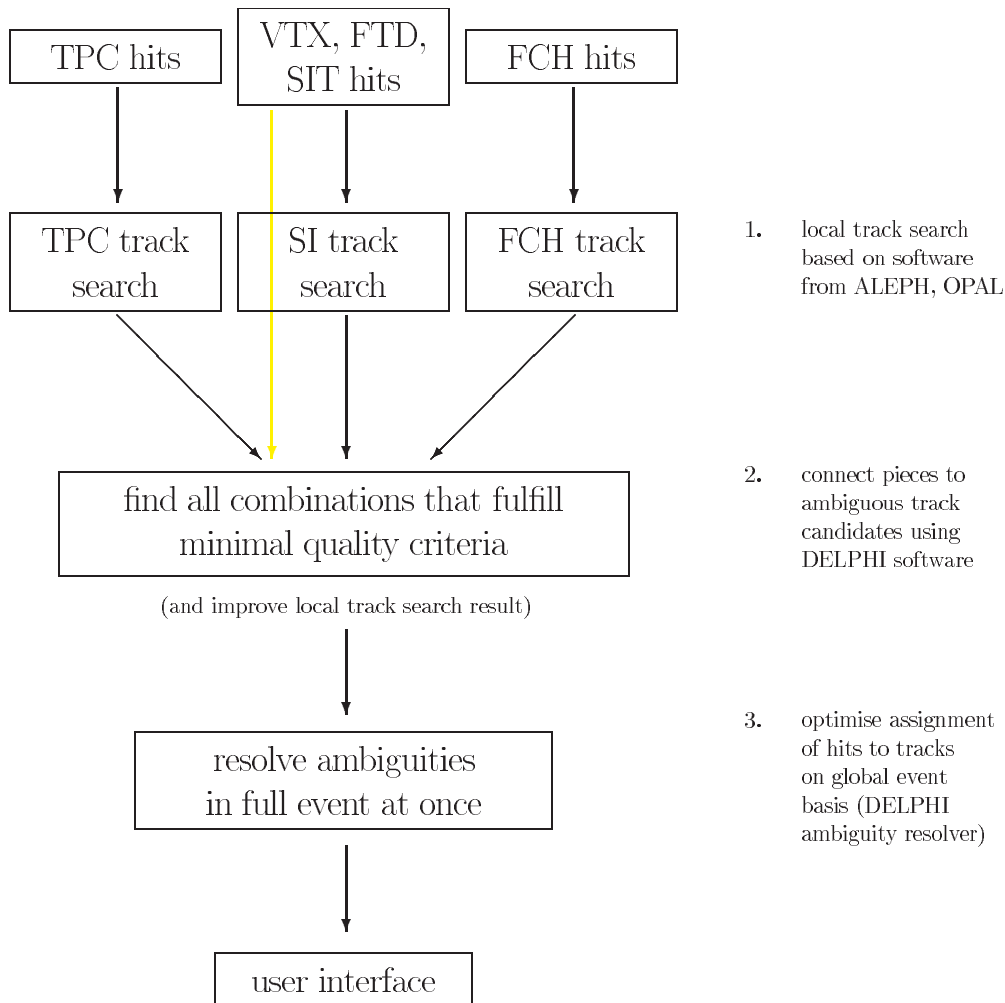 TPC hits
VTX, FTD,
SIT hits
FCH hits
TPC track
search
SI track
search
FCH track
search
1. local track search
based on software
from ALEPH, OPAL
find all combinations that fulfill
minimal quality criteria
(and improve local track search result)
2. connect pieces to
ambiguous track
candidates using
DELPHI software
resolve ambiguities
in full event at once
3. optimise assignment
of hits to tracks
on global event
basis (DELPHI
ambiguity resolver)
user interface